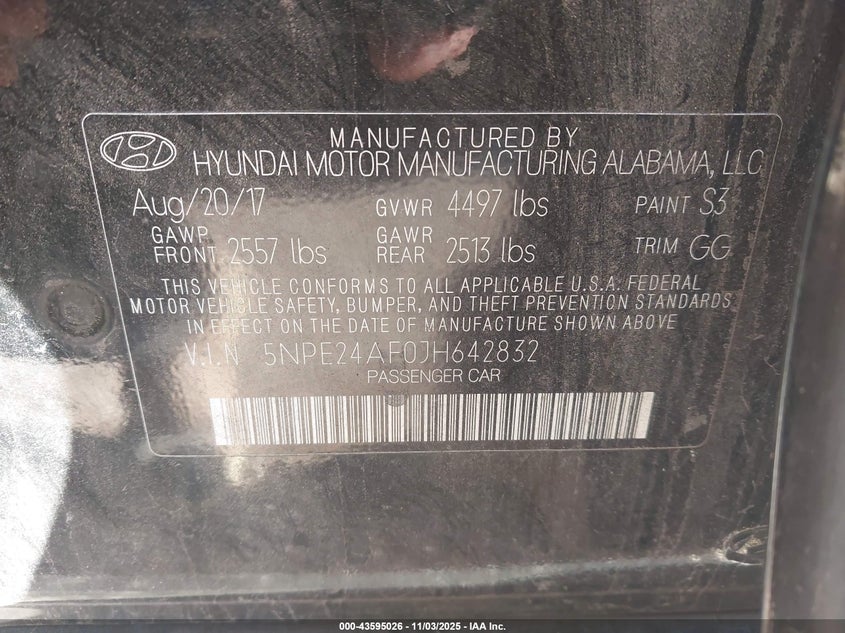 MANUFACTURED BY
HYUNDAI MOTOR MANUFACTURING ALABAMA, LLC
Aug/20/17 GVWR 4497 lbs PAINT S3
GAWR FRONT 2557 lbs GAWR REAR 2513 lbs TRIM GG
THIS VEHICLE CONFORMS TO ALL APPLICABLE U.S.A. FEDERAL
MOTOR VEHICLE SAFETY, BUMPER, AND THEFT PREVENTION STANDARDS
IN EFFECT ON THE DATE OF MANUFACTURE SHOWN ABOVE
V.I.N 5NPE24AF0JH642832
PASSENGER CAR
000-43595026 - 11/03/2025 - IAA Inc.